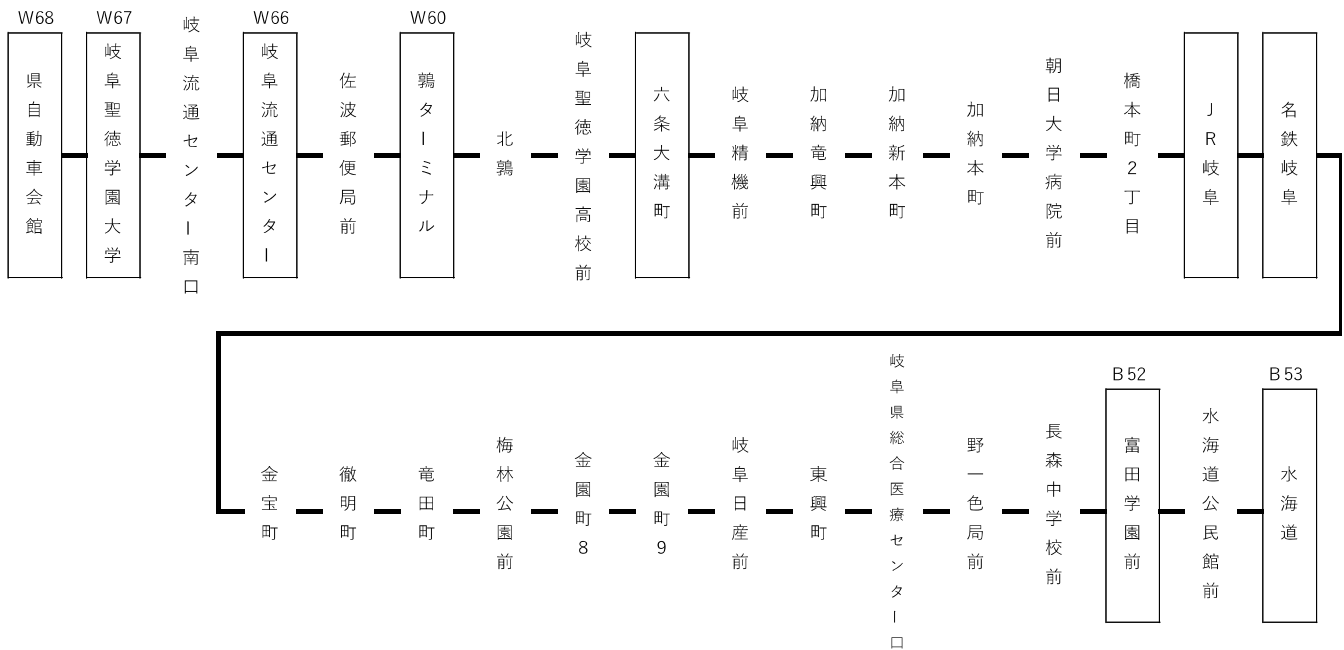 W68
県自動車会館
W67
岐阜聖徳学園大学
岐阜流通センター南口
W66
岐阜流通センター
佐波郵便局前
W60
鶉ターミナル
北鶉
岐阜聖徳学園高校前
六条大溝町
岐阜精機前
加納竜興町
加納新本町
加納本町
朝日大学病院前
橋本町2丁目
JR岐阜
名鉄岐阜
金宝町
徹明町
竜田町
梅林公園前
金園町8
金園町9
岐阜日産前
東興町
岐阜県総合医療センター口
野一色局前
長森中学校前
B52
富田学園前
水海道公民館前
B53
水海道